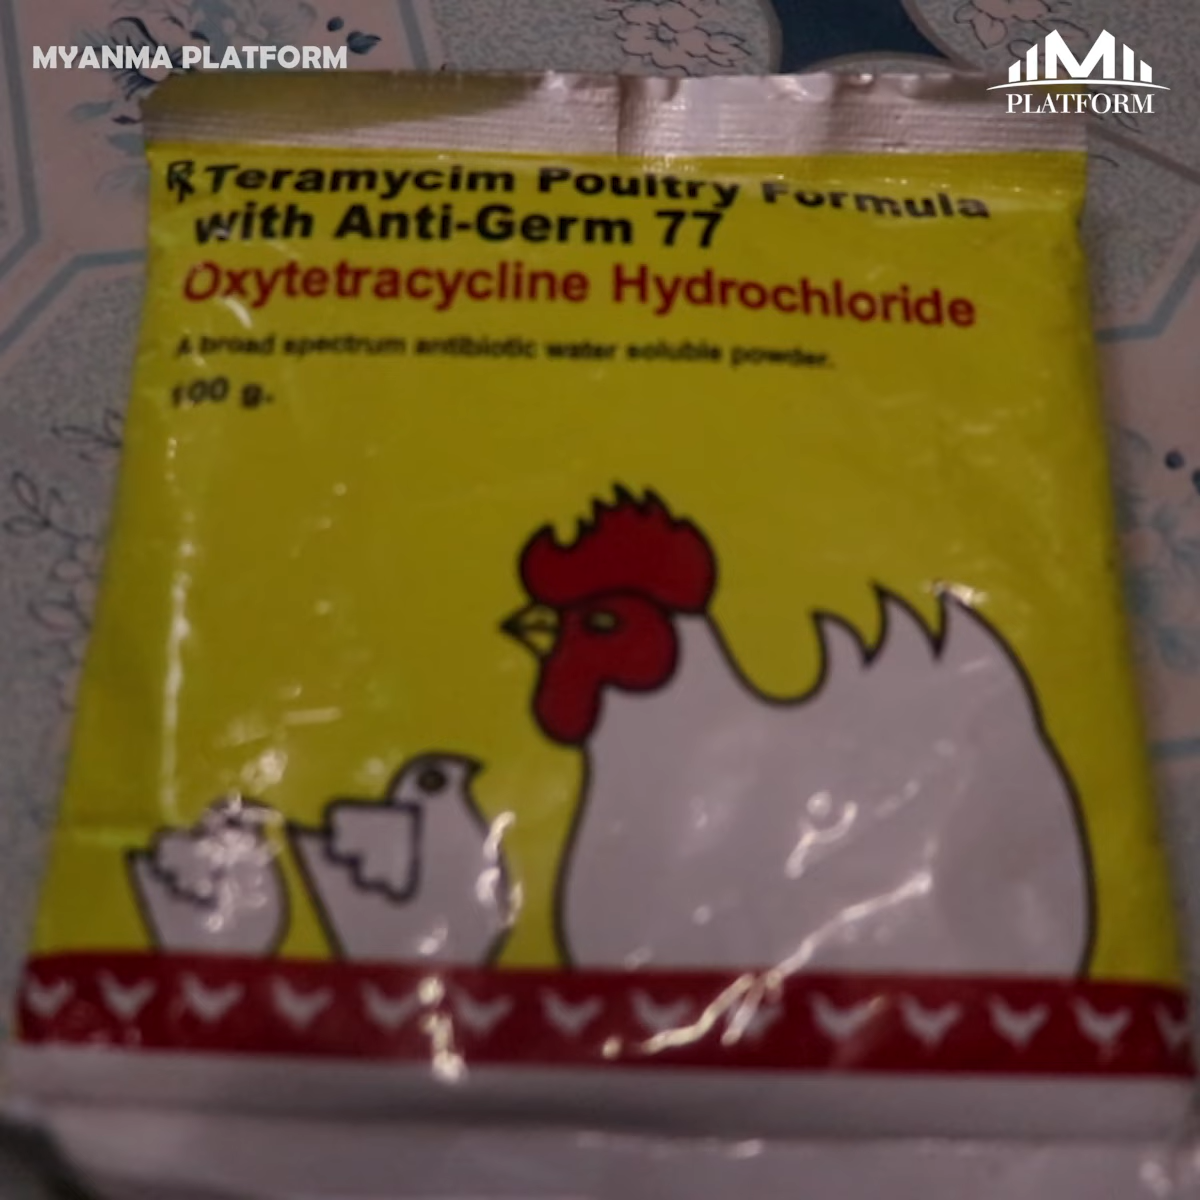 MYANMA PLATFORM
PLATFORM
℞ Teramycim Poultry Formula
with Anti-Germ 77
Oxytetracycline Hydrochloride
A broad spectrum antibiotic water soluble powder.
100 g.